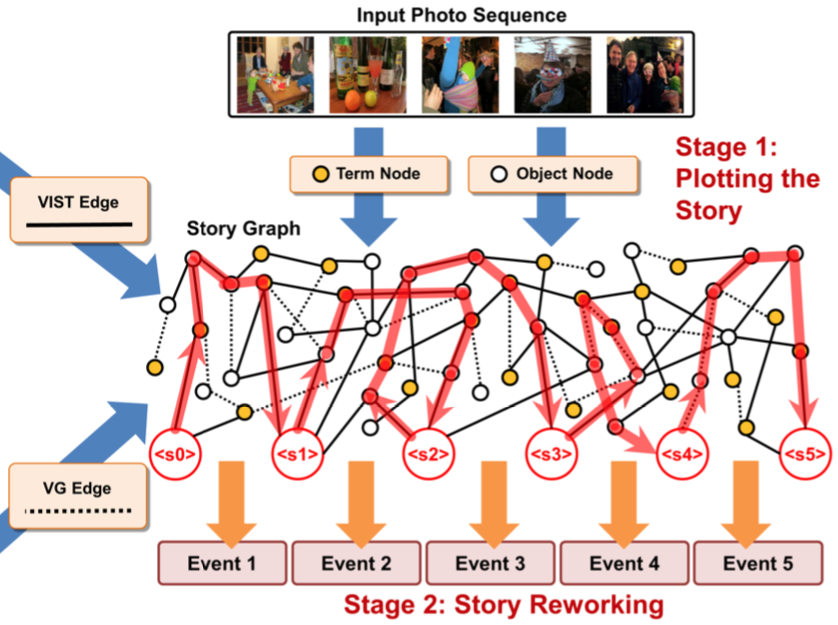 Input Photo Sequence
Term Node
Object Node
Stage 1:
Plotting the
Story
VIST Edge
Story Graph
VG Edge
<s0>
<s1>
<s2>
<s3>
<s4>
<s5>
Event 1
Event 2
Event 3
Event 4
Event 5
Stage 2: Story Reworking